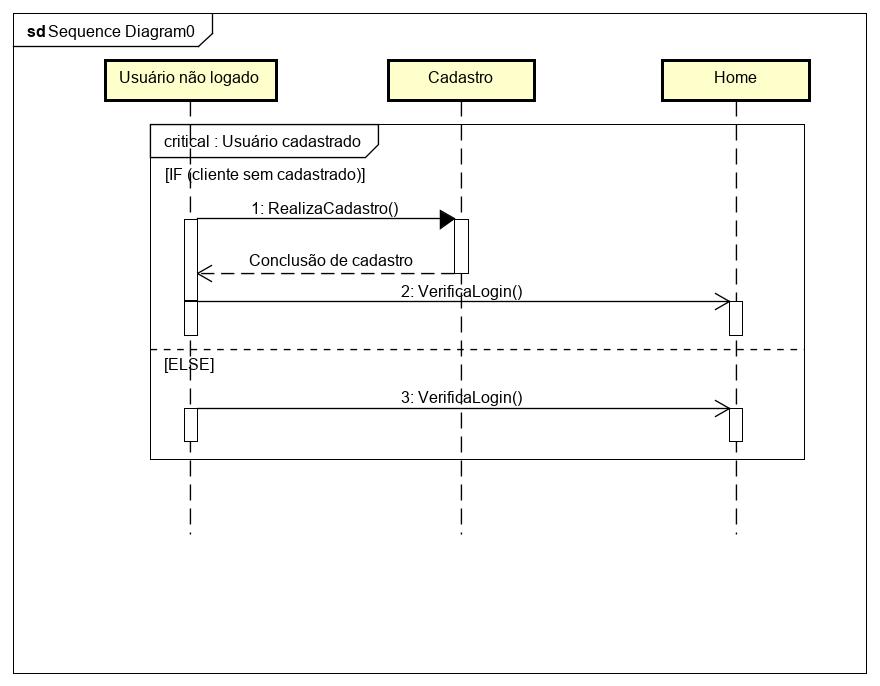 sd Sequence Diagram0
Usuário não logado
Cadastro
Home
critical : Usuário cadastrado
[IF (cliente sem cadastrado)]
1: RealizaCadastro()
Conclusão de cadastro
2: VerificaLogin()
[ELSE]
3: VerificaLogin()